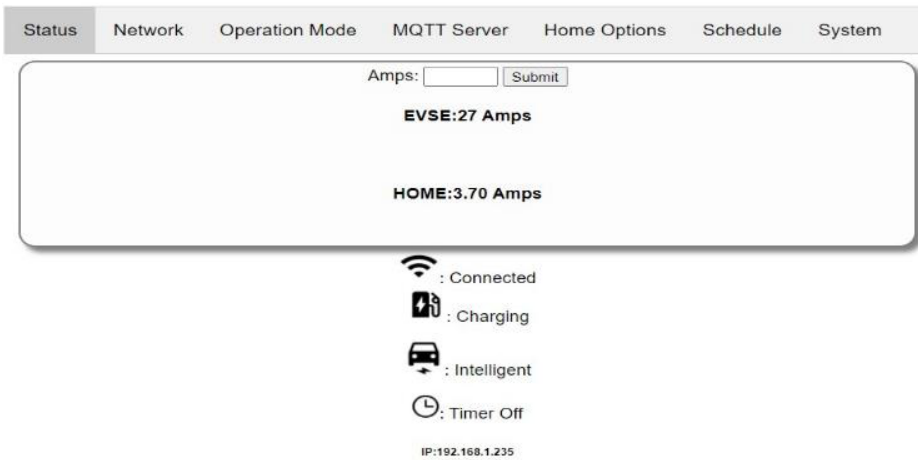 Status Network Operation Mode MQTT Server Home Options Schedule System
Amps: Submit
EVSE:27 Amps
HOME:3.70 Amps
: Connected
: Charging
: Intelligent
: Timer Off
IP:192.168.1.235